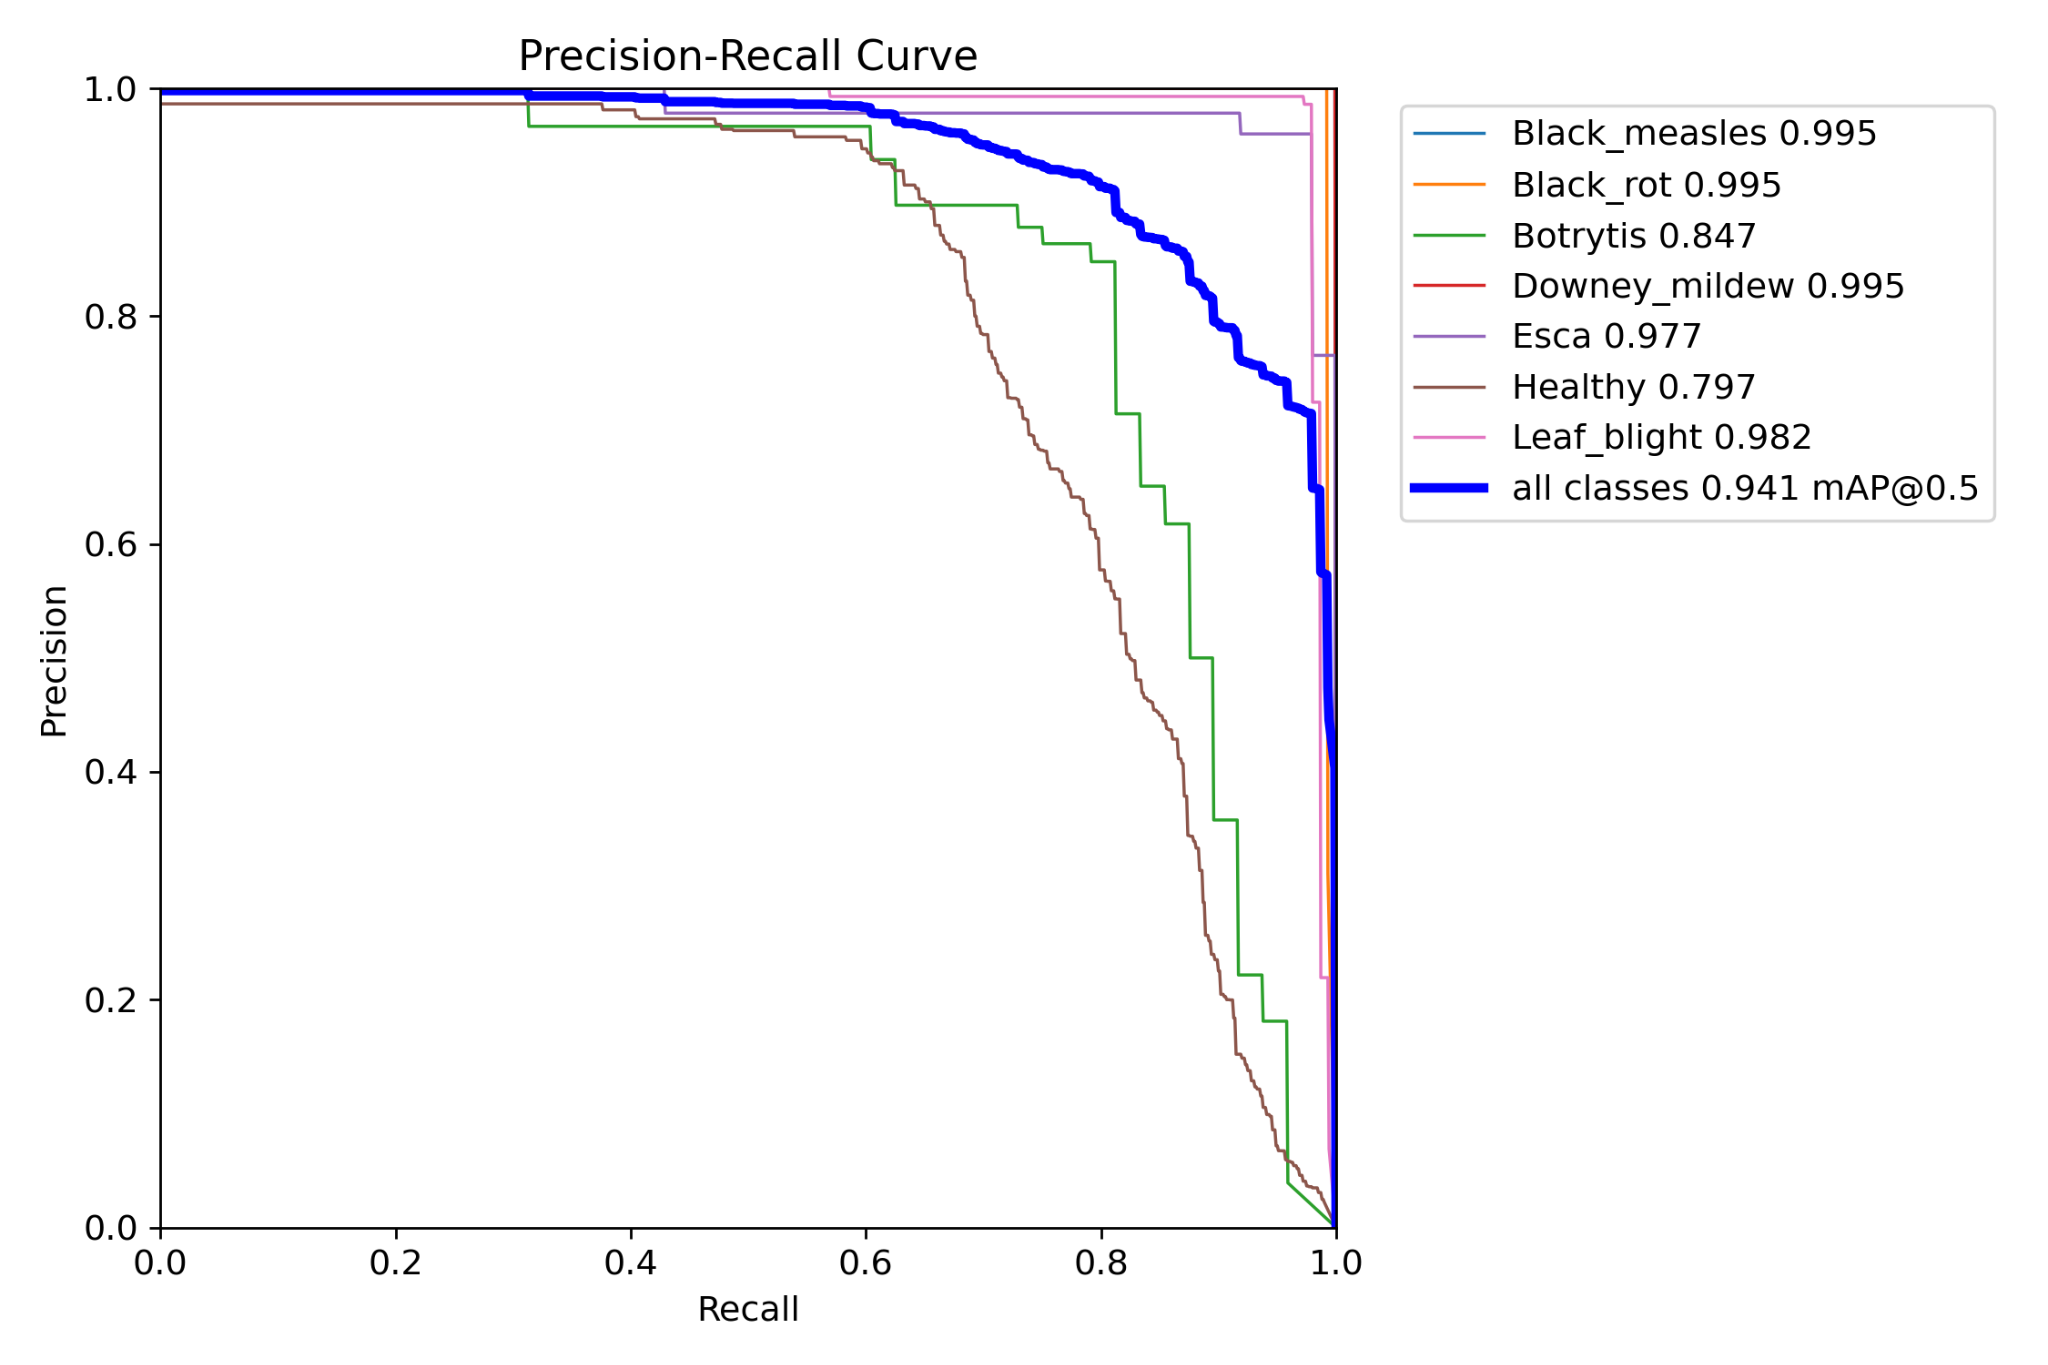 Precision-Recall Curve
1.0
0.8
0.6
0.4
0.2
0.0
Precision
0.0 0.2 0.4 0.6 0.8 1.0
Recall
Black_measles 0.995
Black_rot 0.995
Botrytis 0.847
Downey_mildew 0.995
Esca 0.977
Healthy 0.797
Leaf_blight 0.982
all classes 0.941 mAP@0.5